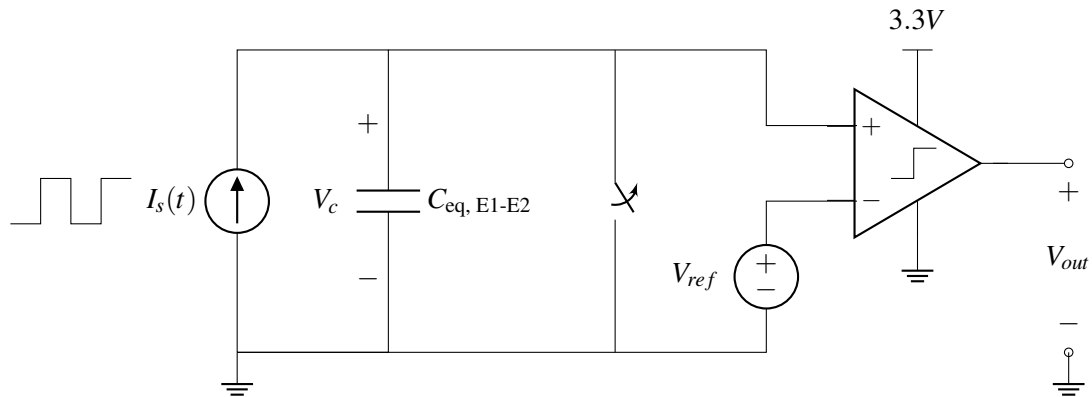 3.3V
+
+
I_s(t)
V_c
C_eq, E1-E2
−
+
−
+
V_ref
+
−
V_out
−